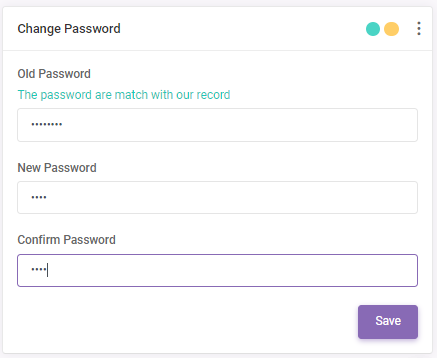 Change Password
Old Password
The password are match with our record
••••••••
New Password
••••
Confirm Password
••••
Save